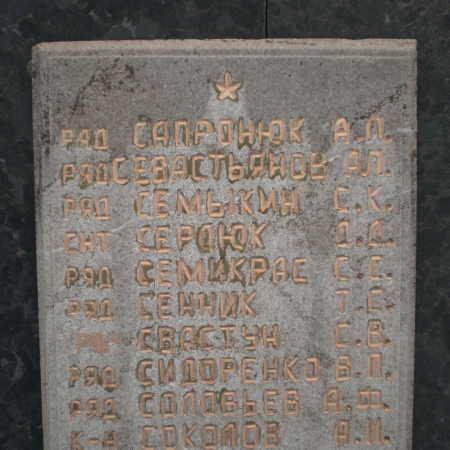 РЯД САПРОНЮК А.Л.
РЯД СЕВАСТЬЯНОВ А.Л.
РЯД СЕМЫКИН С.К.
СНТ СЕРДЮК Д.Д.
РЯД СЕМИКРАС С.С.
РЯД СЕННИК Т.С.
СВАСТУН С.В.
РЯД СИДОРЕНКО В.П.
РЯД СОЛОВЬЕВ А.Ф.
К-Н СОКОЛОВ А.И.